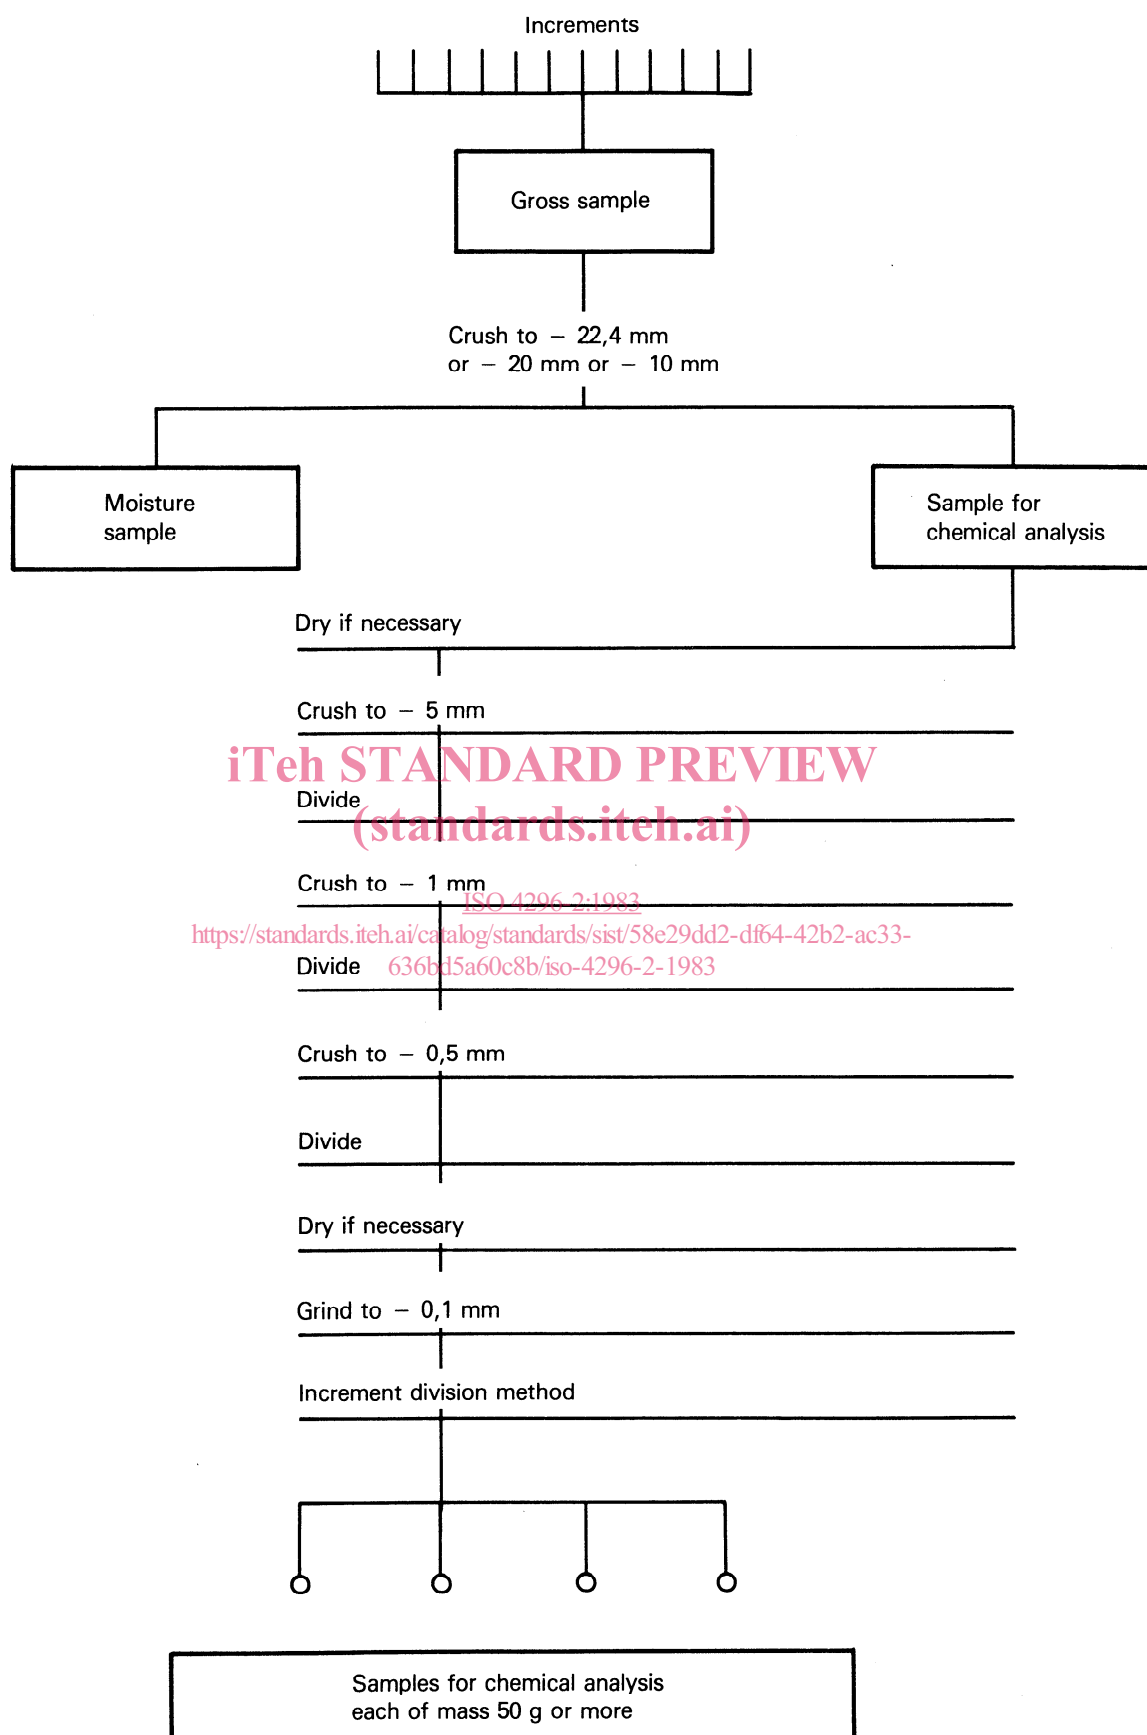 Increments
Gross sample
Crush to – 22,4 mm
or – 20 mm or – 10 mm
Moisture
sample
Sample for
chemical analysis
Dry if necessary
Crush to – 5 mm
iTeh STANDARD PREVIEW
Divide
(standards.iteh.ai)
Crush to – 1 mm
ISO 4296-2:1983
https://standards.iteh.ai/catalog/standards/sist/58e29dd2-df64-42b2-ac33-
Divide
636bd5a60c8b/iso-4296-2-1983
Crush to – 0,5 mm
Divide
Dry if necessary
Grind to – 0,1 mm
Increment division method
Samples for chemical analysis
each of mass 50 g or more